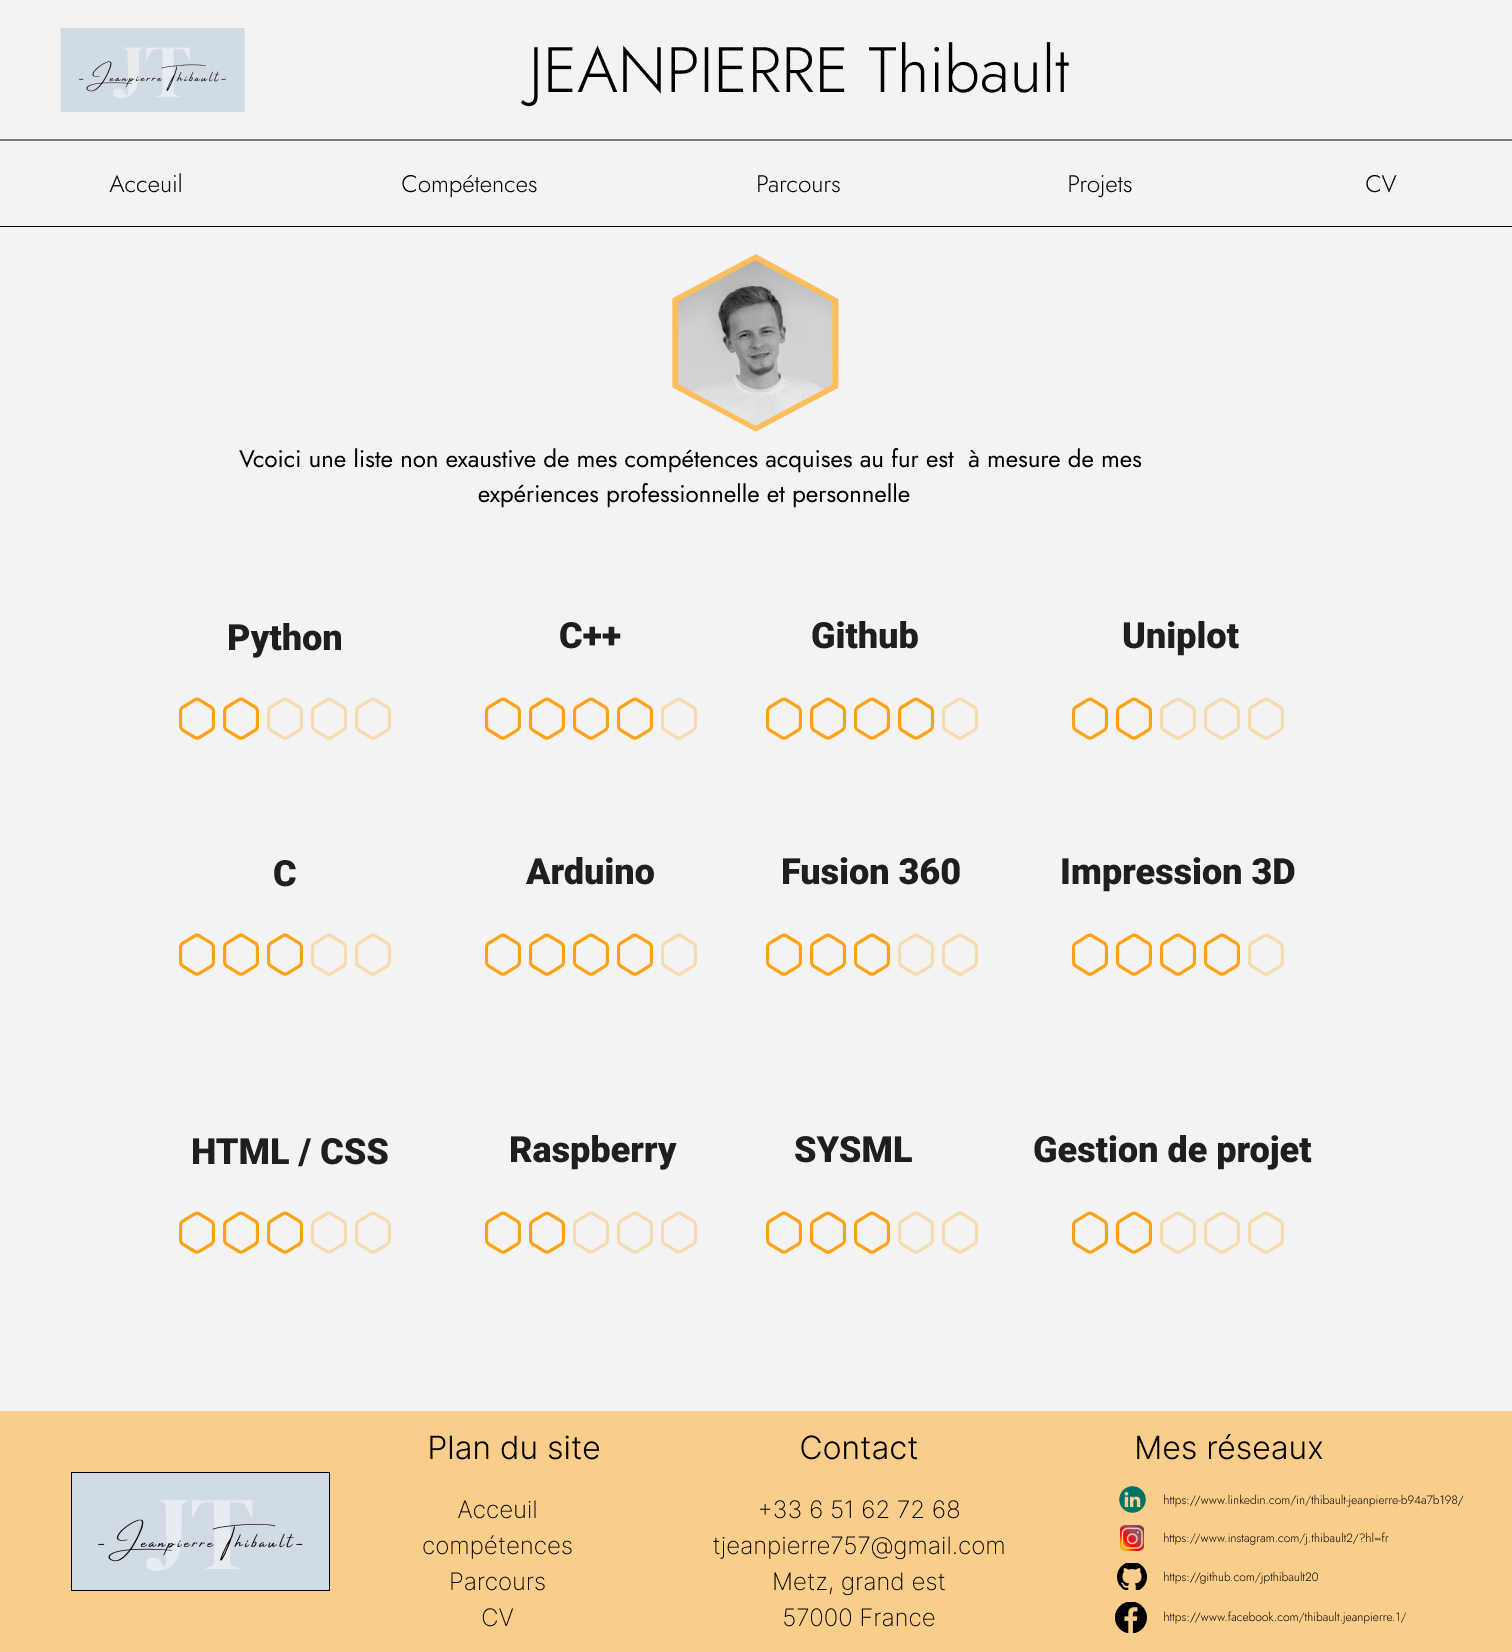 JT
- Jeanpierre Thibault -
JEANPIERRE Thibault
Acceuil
Compétences
Parcours
Projets
CV
Vcoici une liste non exaustive de mes compétences acquises au fur est à mesure de mes
expériences professionnelle et personnelle
Python
C++
Github
Uniplot
C
Arduino
Fusion 360
Impression 3D
HTML / CSS
Raspberry
SYSML
Gestion de projet
JT
- Jeanpierre Thibault -
Plan du site
Acceuil
compétences
Parcours
CV
Contact
+33 6 51 62 72 68
tjeanpierre757@gmail.com
Metz, grand est
57000 France
Mes réseaux
in https://www.linkedin.com/in/thibault-jeanpierre-b94a7b198/
https://www.instagram.com/j.thibault2/?hl=fr
https://github.com/jpthibault20
https://www.facebook.com/thibault.jeanpierre.1/